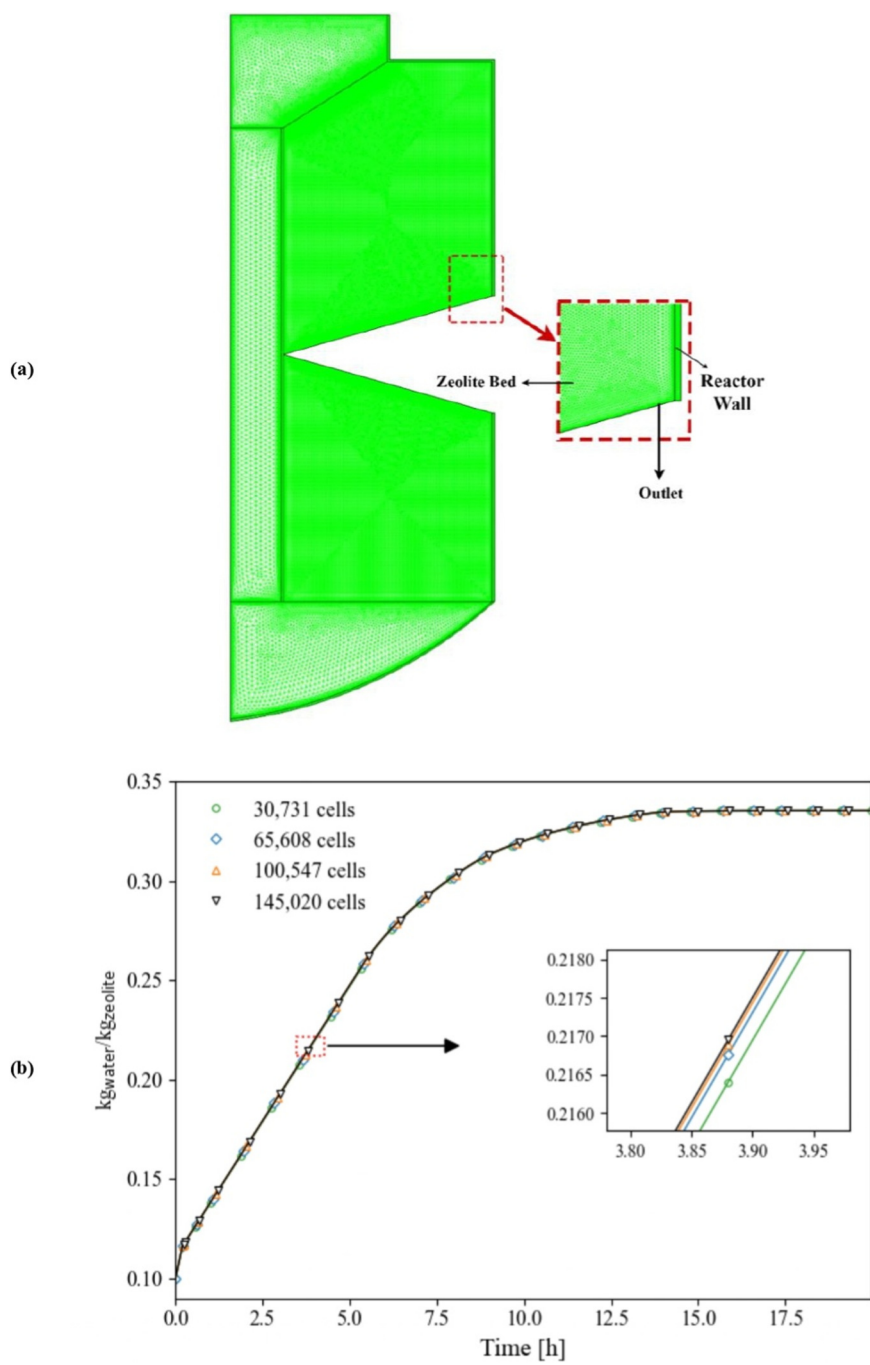 (a)
Zeolite Bed
Reactor
Wall
Outlet
(b)
kgwater/kgzeolite
0.35
0.30
0.25
0.20
0.15
0.10
30,731 cells
65,608 cells
100,547 cells
145,020 cells
0.2180
0.2175
0.2170
0.2165
0.2160
3.80 3.85 3.90 3.95
0.0 2.5 5.0 7.5 10.0 12.5 15.0 17.5
Time [h]